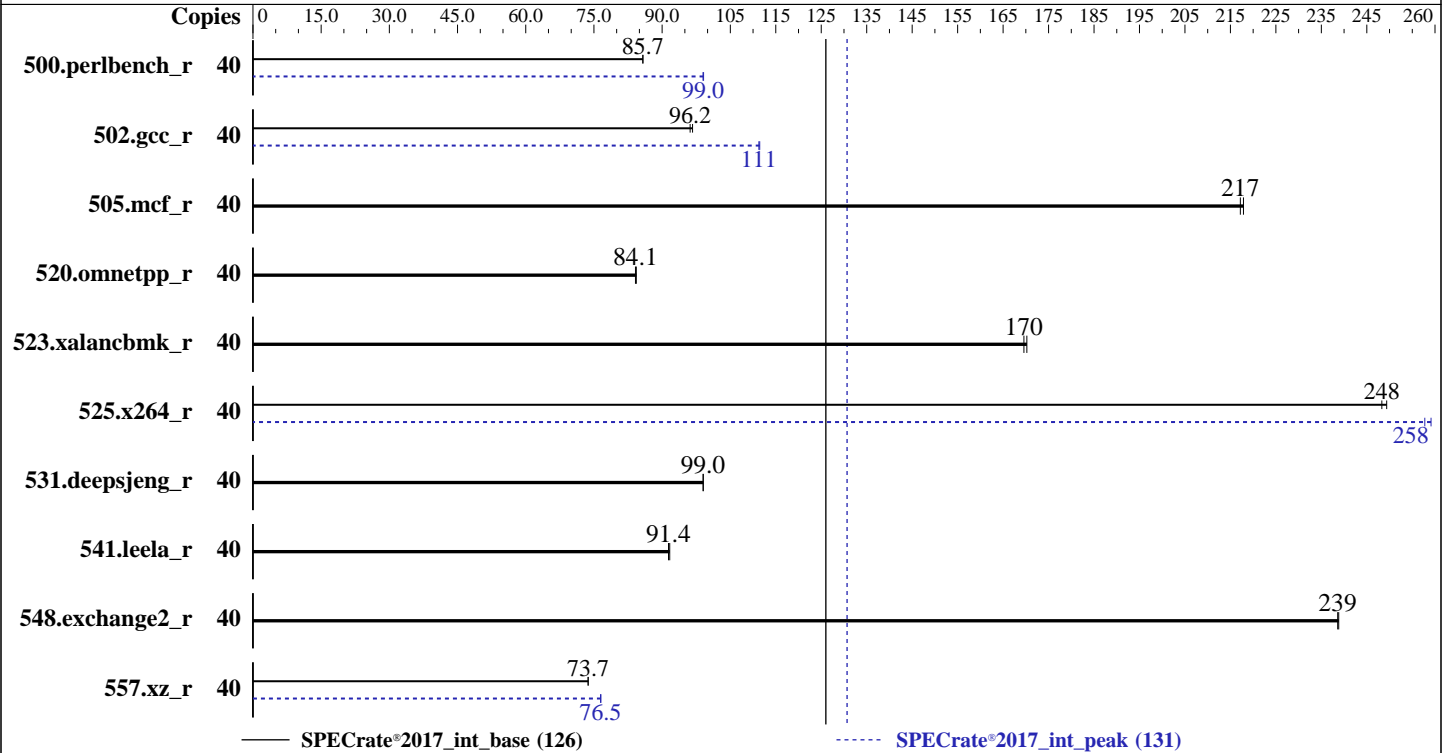 Copies 0 15.0 30.0 45.0 60.0 75.0 90.0 105 115 125 135 145 155 165 175 185 195 205 215 225 235 245 260
500.perlbench_r 40 85.7
99.0
502.gcc_r 40 96.2
111
505.mcf_r 40 217
520.omnetpp_r 40 84.1
523.xalancbmk_r 40 170
525.x264_r 40 248
258
531.deepsjeng_r 40 99.0
541.leela_r 40 91.4
548.exchange2_r 40 239
557.xz_r 40 73.7
76.5
SPECrate®2017_int_base (126) SPECrate®2017_int_peak (131)